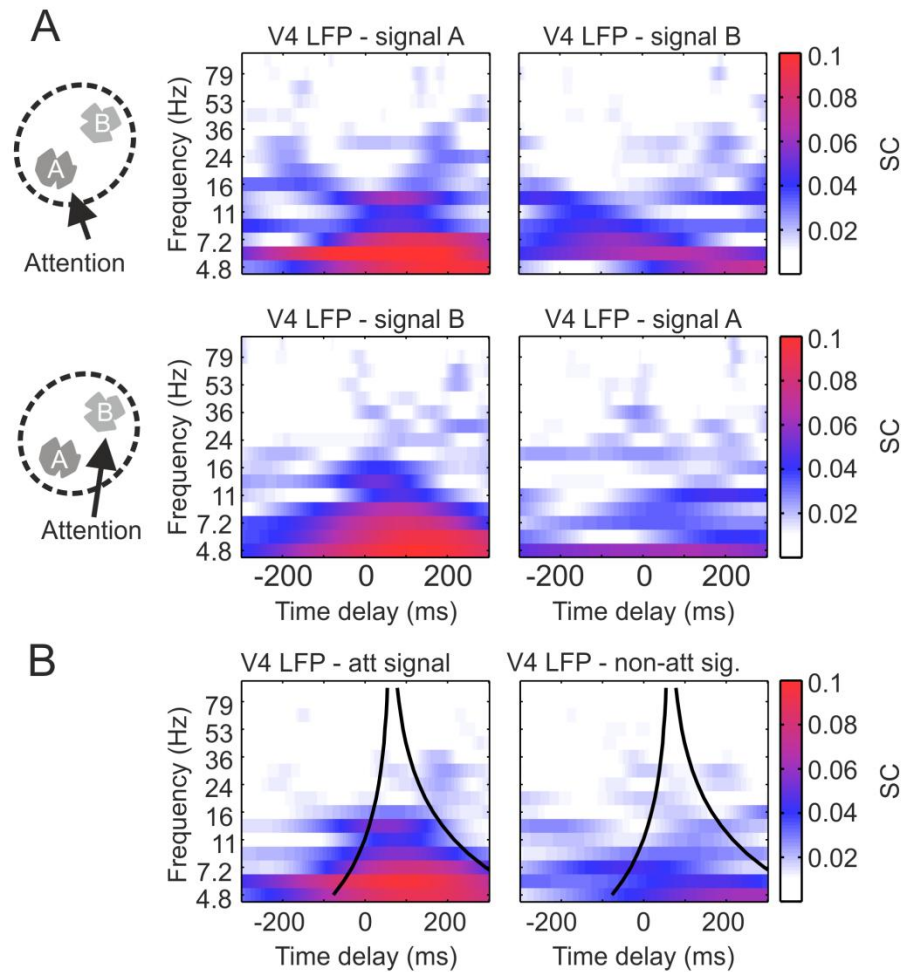 A
V4 LFP - signal A
V4 LFP - signal B
B
A
Attention
Frequency (Hz)
79
53
36
24
16
11
7.2
4.8
0.1
0.08
0.06
0.04
0.02
SC
V4 LFP - signal B
V4 LFP - signal A
B
A
Attention
Frequency (Hz)
79
53
36
24
16
11
7.2
4.8
-200 0 200
Time delay (ms)
-200 0 200
Time delay (ms)
0.1
0.08
0.06
0.04
0.02
SC
B
V4 LFP - att signal
V4 LFP - non-att sig.
Frequency (Hz)
79
53
36
24
16
11
7.2
4.8
-200 0 200
Time delay (ms)
-200 0 200
Time delay (ms)
0.1
0.08
0.06
0.04
0.02
SC